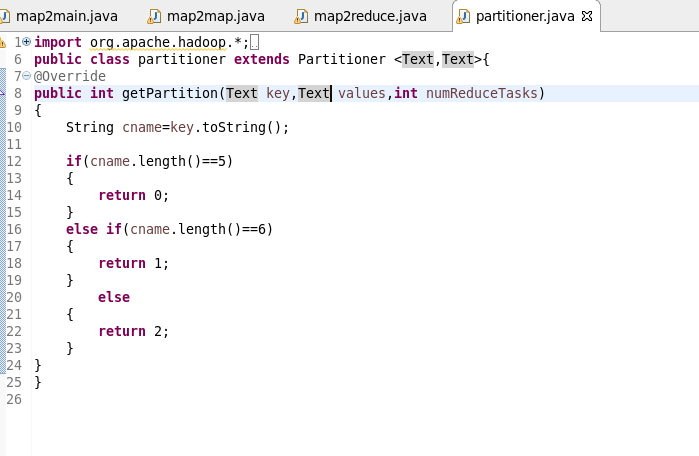 map2main.java map2map.java map2reduce.java partitioner.java
1 import org.apache.hadoop.*;
6 public class partitioner extends Partitioner <Text,Text>{
7 @Override
8 public int getPartition(Text key,Text values,int numReduceTasks)
9 {
10 String cname=key.toString();
11
12 if(cname.length()==5)
13 {
14 return 0;
15 }
16 else if(cname.length()==6)
17 {
18 return 1;
19 }
20 else
21 {
22 return 2;
23 }
24 }
25 }
26